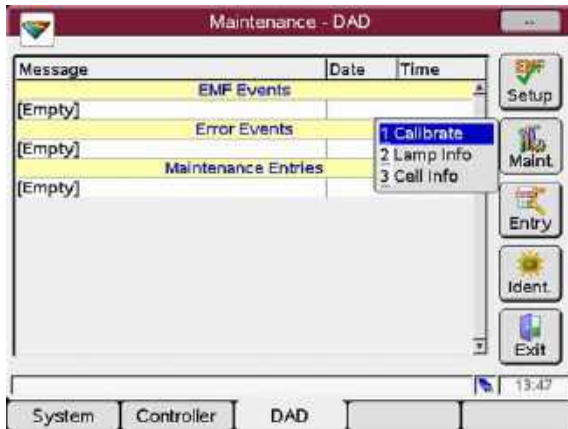 Maintenance - DAD
--
Message Date Time
EMF Events
[Empty]
Error Events
[Empty]
Maintenance Entries
[Empty]
1 Calibrate
2 Lamp Info
3 Cell Info
EMF
Setup
Maint.
Entry
Ident.
Exit
13:47
System Controller DAD